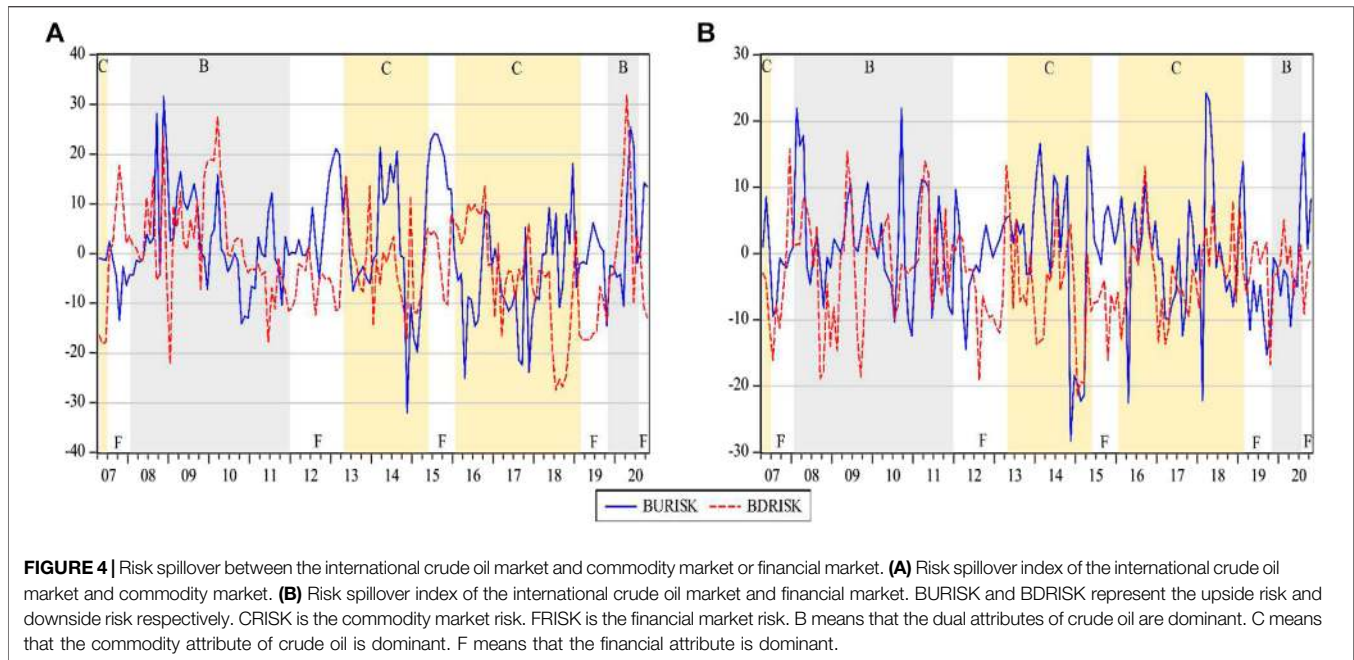 A
B
40
30
20
10
0
-10
-20
-30
-40
C B C C B
F F F F F
07 08 09 10 11 12 13 14 15 16 17 18 19 20
30
20
10
0
-10
-20
-30
C B C C B
F F F F F
07 08 09 10 11 12 13 14 15 16 17 18 19 20
BURISK BDRISK
FIGURE 4 | Risk spillover between the international crude oil market and commodity market or financial market. (A) Risk spillover index of the international crude oil
market and commodity market. (B) Risk spillover index of the international crude oil market and financial market. BURISK and BDRISK represent the upside risk and
downside risk respectively. CRISK is the commodity market risk. FRISK is the financial market risk. B means that the dual attributes of crude oil are dominant. C means
that the commodity attribute of crude oil is dominant. F means that the financial attribute is dominant.